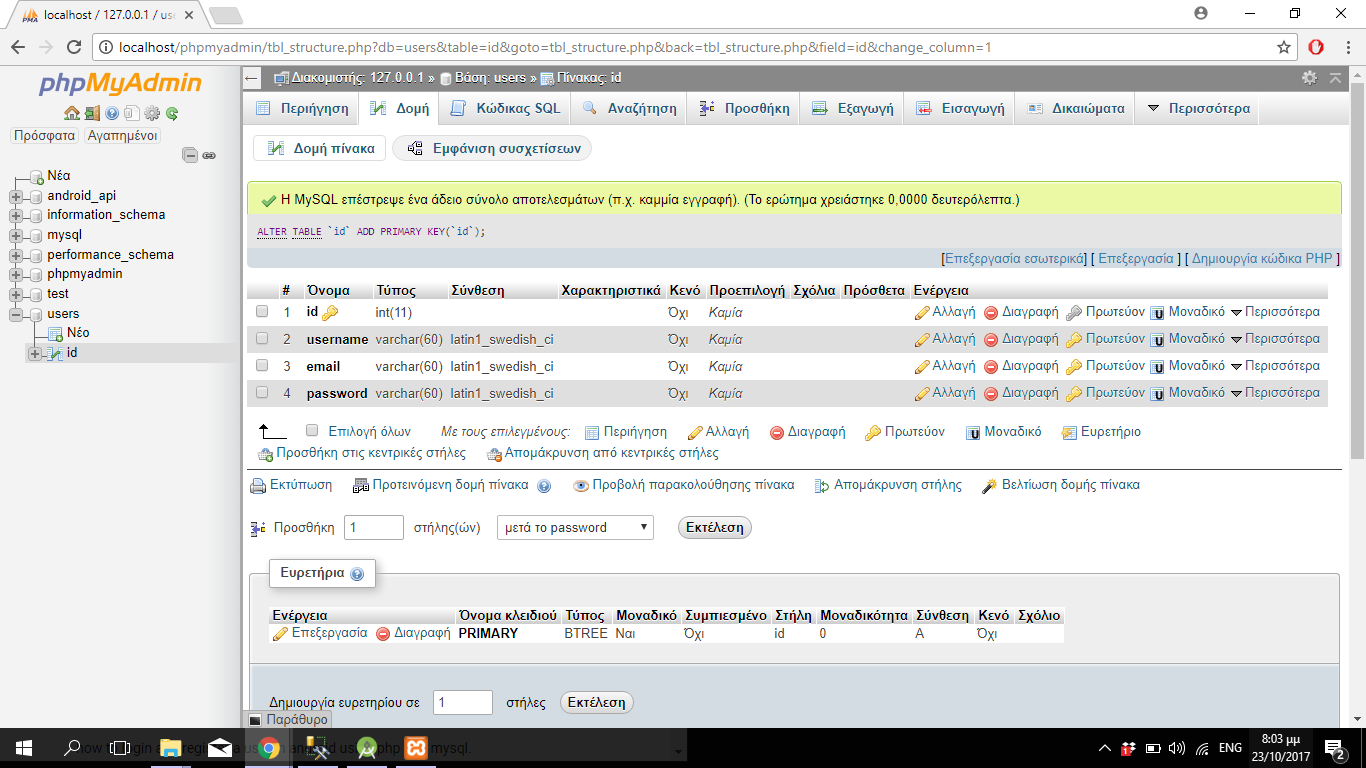 localhost / 127.0.0.1 / use
localhost/phpmyadmin/tbl_structure.php?db=users&table=id&goto=tbl_structure.php&back=tbl_structure.php&field=id&change_column=1
phpMyAdmin
Πρόσφατα Αγαπημένοι
Νέα
android_api
information_schema
mysql
performance_schema
phpmyadmin
test
users
Νέο
id
Διακομιστής: 127.0.0.1 » Βάση: users » Πίνακας: id
Περιήγηση Δομή Κώδικας SQL Αναζήτηση Προσθήκη Εξαγωγή Εισαγωγή Δικαιώματα Περισσότερα
Δομή πίνακα Εμφάνιση συσχετίσεων
Η MySQL επέστρεψε ένα άδειο σύνολο αποτελεσμάτων (π.χ. καμμία εγγραφή). (Το ερώτημα χρειάστηκε 0,0000 δευτερόλεπτα.)
ALTER TABLE `id` ADD PRIMARY KEY(`id`);
[Επεξεργασία εσωτερικά] [ Επεξεργασία ] [ Δημιουργία κώδικα PHP ]
# Όνομα Τύπος Σύνθεση Χαρακτηριστικά Κενό Προεπιλογή Σχόλια Πρόσθετα Ενέργεια
1 id int(11) Όχι Καμία Αλλαγή Διαγραφή Πρωτεύον Μοναδικό Περισσότερα
2 username varchar(60) latin1_swedish_ci Όχι Καμία Αλλαγή Διαγραφή Πρωτεύον Μοναδικό Περισσότερα
3 email varchar(60) latin1_swedish_ci Όχι Καμία Αλλαγή Διαγραφή Πρωτεύον Μοναδικό Περισσότερα
4 password varchar(60) latin1_swedish_ci Όχι Καμία Αλλαγή Διαγραφή Πρωτεύον Μοναδικό Περισσότερα
Επιλογή όλων Με τους επιλεγμένους: Περιήγηση Αλλαγή Διαγραφή Πρωτεύον Μοναδικό Ευρετήριο
Προσθήκη στις κεντρικές στήλες Απομάκρυνση από κεντρικές στήλες
Εκτύπωση Προτεινόμενη δομή πίνακα Προβολή παρακολούθησης πίνακα Απομάκρυνση στήλης Βελτίωση δομής πίνακα
Προσθήκη 1 στήλης(ών) μετά το password Εκτέλεση
Ευρετήρια
Ενέργεια Όνομα κλειδιού Τύπος Μοναδικό Συμπιεσμένο Στήλη Μοναδικότητα Σύνθεση Κενό Σχόλιο
Επεξεργασία Διαγραφή PRIMARY BTREE Ναι Όχι id 0 A Όχι
Δημιουργία ευρετηρίου σε 1 στήλες Εκτέλεση
Παράθυρο
mysql.
ENG
8:03 μμ
23/10/2017
2